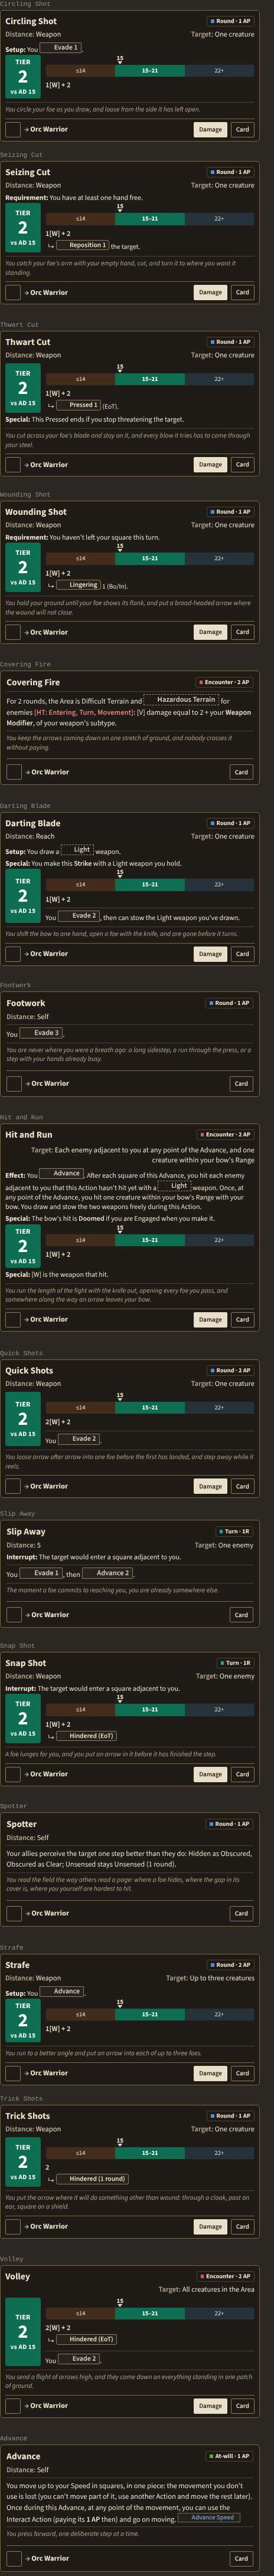 Circling Shot
Circling Shot
Round · 1 AP
Distance: Weapon
Target: One creature
Setup: You Evade 1.
TIER
2
vs AD 15
15
≤14
15–21
22+
1[W] + 2
You circle your foe as you draw, and loose from the side it has left open.
→ Orc Warrior
Damage
Card
Seizing Cut
Seizing Cut
Round · 1 AP
Distance: Weapon
Target: One creature
Requirement: You have at least one hand free.
TIER
2
vs AD 15
15
≤14
15–21
22+
1[W] + 2
↪ Reposition 1 the target.
You catch your foe's arm with your empty hand, cut, and turn it to where you want it
standing.
→ Orc Warrior
Damage
Card
Thwart Cut
Thwart Cut
Round · 1 AP
Distance: Weapon
Target: One creature
TIER
2
vs AD 15
15
≤14
15–21
22+
1[W] + 2
↪ Pressed 1 (EoT).
Special: This Pressed ends if you stop threatening the target.
You cut across your foe's blade and stay on it, and every blow it tries has to come through
your steel.
→ Orc Warrior
Damage
Card
Wounding Shot
Wounding Shot
Round · 1 AP
Distance: Weapon
Target: One creature
Requirement: You haven't left your square this turn.
TIER
2
vs AD 15
15
≤14
15–21
22+
1[W] + 2
↪ Lingering 1 (Bo/In).
You hold your ground until your foe shows its flank, and put a broad-headed arrow where
the wound will not close.
→ Orc Warrior
Damage
Card
Covering Fire
Covering Fire
Encounter · 2 AP
For 2 rounds, the Area is Difficult Terrain and Hazardous Terrain for
enemies [HT: Entering, Turn, Movement]: [V] damage equal to 2 + your Weapon
Modifier, of your weapon's subtype.
You keep the arrows coming down on one stretch of ground, and nobody crosses it
without paying.
→ Orc Warrior
Card
Darting Blade
Darting Blade
Round · 1 AP
Distance: Reach
Target: One creature
Setup: You draw a Light weapon.
Special: You make this Strike with a Light weapon you hold.
TIER
2
vs AD 15
15
≤14
15–21
22+
1[W] + 2
You Evade 2, then can stow the Light weapon you've drawn.
You shift the bow to one hand, open a foe with the knife, and are gone before it turns.
→ Orc Warrior
Damage
Card
Footwork
Footwork
Round · 1 AP
Distance: Self
You Evade 3.
You are never where you were a breath ago: a long sidestep, a run through the press, or a
step with your hands already busy.
→ Orc Warrior
Card
Hit and Run
Hit and Run
Encounter · 2 AP
Target: Each enemy adjacent to you at any point of the Advance, and one
creature within your bow's Range
Effect: You Advance. After each square of this Advance, you hit each enemy
adjacent to you that this Action hasn't hit yet with a Light weapon. Once, at
any point of the Advance, you hit one creature within your bow's Range with your
bow. You draw and stow the two weapons freely during this Action.
Special: The bow's hit is Doomed if you are Engaged when you make it.
TIER
2
vs AD 15
15
≤14
15–21
22+
1[W] + 2
Special: [W] is the weapon that hit.
You run the length of the fight with the knife out, opening every foe you pass, and
somewhere along the way an arrow leaves your bow.
→ Orc Warrior
Damage
Card
Quick Shots
Quick Shots
Round · 2 AP
Distance: Weapon
Target: One creature
TIER
2
vs AD 15
15
≤14
15–21
22+
2[W] + 2
You Evade 2.
You loose arrow after arrow into one foe before the first has landed, and step away while it
reels.
→ Orc Warrior
Damage
Card
Slip Away
Slip Away
Turn · 1R
Distance: 5
Target: One enemy
Interrupt: The target would enter a square adjacent to you.
You Evade 1, then Advance 2.
The moment a foe commits to reaching you, you are already somewhere else.
→ Orc Warrior
Card
Snap Shot
Snap Shot
Turn · 1R
Distance: Weapon
Target: One enemy
Interrupt: The target would enter a square adjacent to you.
TIER
2
vs AD 15
15
≤14
15–21
22+
1[W] + 2
↪ Hindered (EoT)
A foe lunges for you, and you put an arrow in it before it has finished the step.
→ Orc Warrior
Damage
Card
Spotter
Spotter
Round · 1 AP
Distance: Self
Your allies perceive the target one step better than they do: Hidden as Obscured,
Obscured as Clear; Unsensed stays Unsensed (1 round).
You read the field the way others read a page: where a foe hides, where the gap in its
cover is, where you yourself are hardest to hit.
→ Orc Warrior
Card
Strafe
Strafe
Round · 2 AP
Distance: Weapon
Target: Up to three creatures
Setup: You Advance.
TIER
2
vs AD 15
15
≤14
15–21
22+
1[W] + 2
You run to a better angle and put an arrow into each of up to three foes.
→ Orc Warrior
Damage
Card
Trick Shots
Trick Shots
Round · 1 AP
Distance: Weapon
Target: One creature
TIER
2
vs AD 15
15
≤14
15–21
22+
2
↪ Hindered (1 round)
You put the arrow where it will do something other than wound: through a cloak, past an
ear, square on a shield.
→ Orc Warrior
Damage
Card
Volley
Volley
Encounter · 2 AP
Target: All creatures in the Area
TIER
2
vs AD 15
15
≤14
15–21
22+
2[W] + 2
↪ Hindered (EoT)
You Evade 2.
You send a flight of arrows high, and they come down on everything standing in one patch
of ground.
→ Orc Warrior
Damage
Card
Advance
Advance
At-will · 1 AP
Distance: Self
You move up to your Speed in squares, in one piece: the movement you don't
use is lost (you can't move part of it, use another Action and move the rest later).
Once during this Advance, at any point of the movement, you can use the
Interact Action (paying its 1 AP then) and go on moving. Advance Speed
You press forward, one deliberate step at a time.
→ Orc Warrior
Card